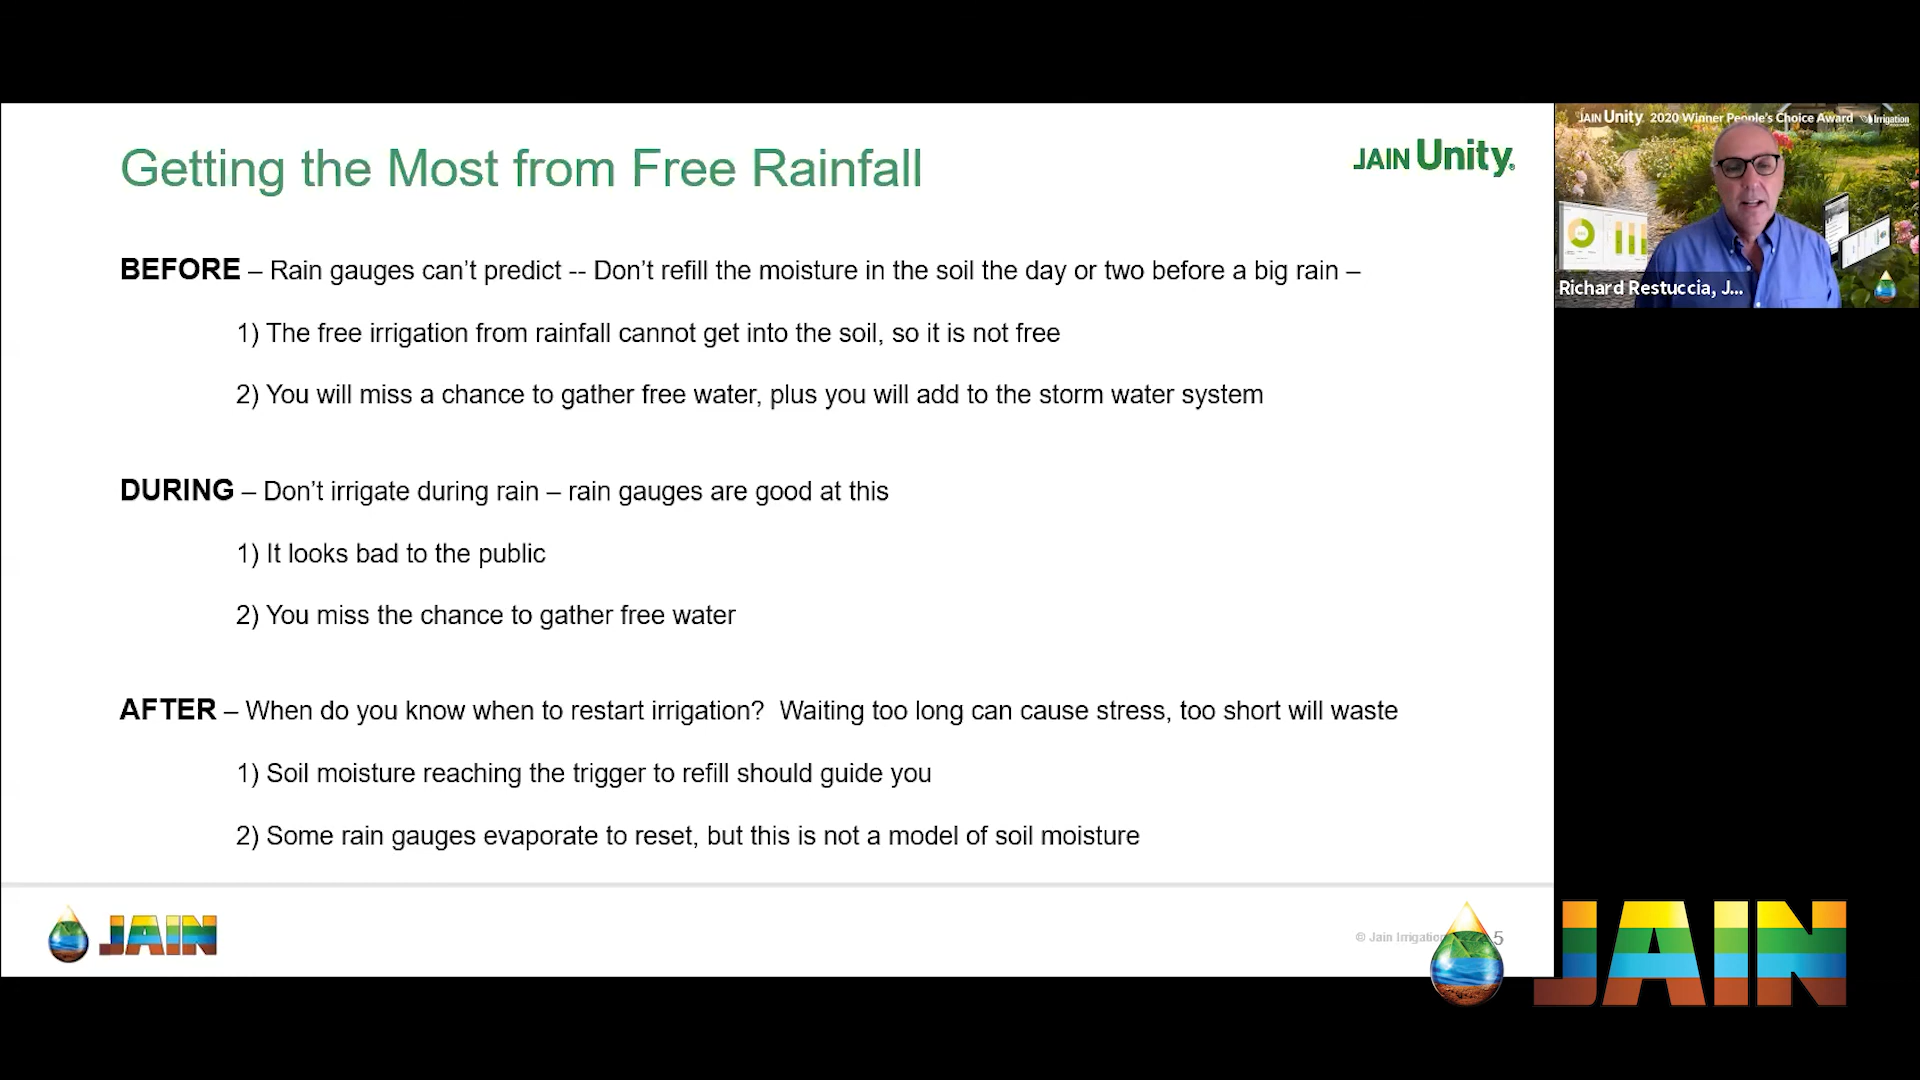 Getting the Most from Free Rainfall
JAIN Unity®
BEFORE – Rain gauges can’t predict -- Don’t refill the moisture in the soil the day or two before a big rain –
1) The free irrigation from rainfall cannot get into the soil, so it is not free
2) You will miss a chance to gather free water, plus you will add to the storm water system
DURING – Don’t irrigate during rain – rain gauges are good at this
1) It looks bad to the public
2) You miss the chance to gather free water
AFTER – When do you know when to restart irrigation?  Waiting too long can cause stress, too short will waste
1) Soil moisture reaching the trigger to refill should guide you
2) Some rain gauges evaporate to reset, but this is not a model of soil moisture
JAIN
© Jain Irrigation
5
JAIN Unity. 2020 Winner People's Choice Award
Irrigation
Richard Restuccia, J...
JAIN